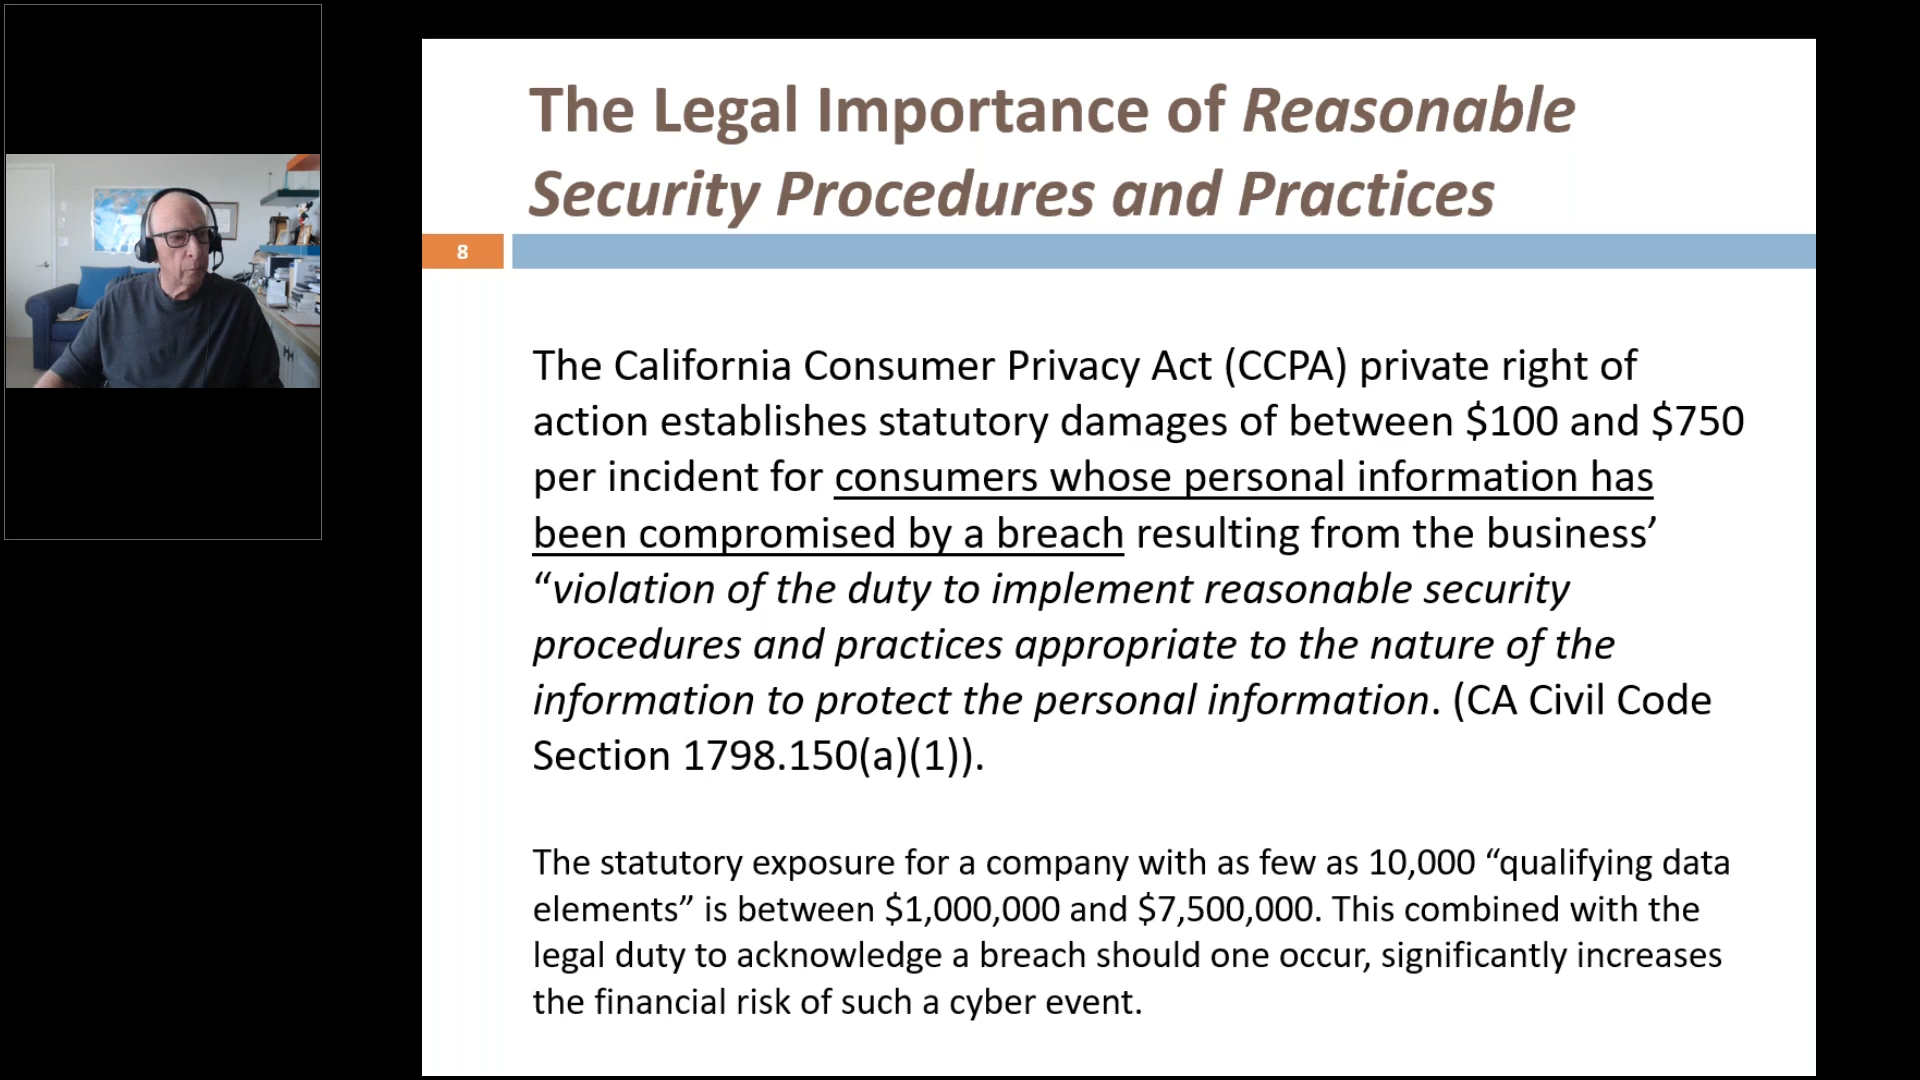 The Legal Importance of Reasonable
Security Procedures and Practices
8
The California Consumer Privacy Act (CCPA) private right of
action establishes statutory damages of between $100 and $750
per incident for consumers whose personal information has
been compromised by a breach resulting from the business’
“violation of the duty to implement reasonable security
procedures and practices appropriate to the nature of the
information to protect the personal information. (CA Civil Code
Section 1798.150(a)(1)).
The statutory exposure for a company with as few as 10,000 “qualifying data
elements” is between $1,000,000 and $7,500,000. This combined with the
legal duty to acknowledge a breach should one occur, significantly increases
the financial risk of such a cyber event.